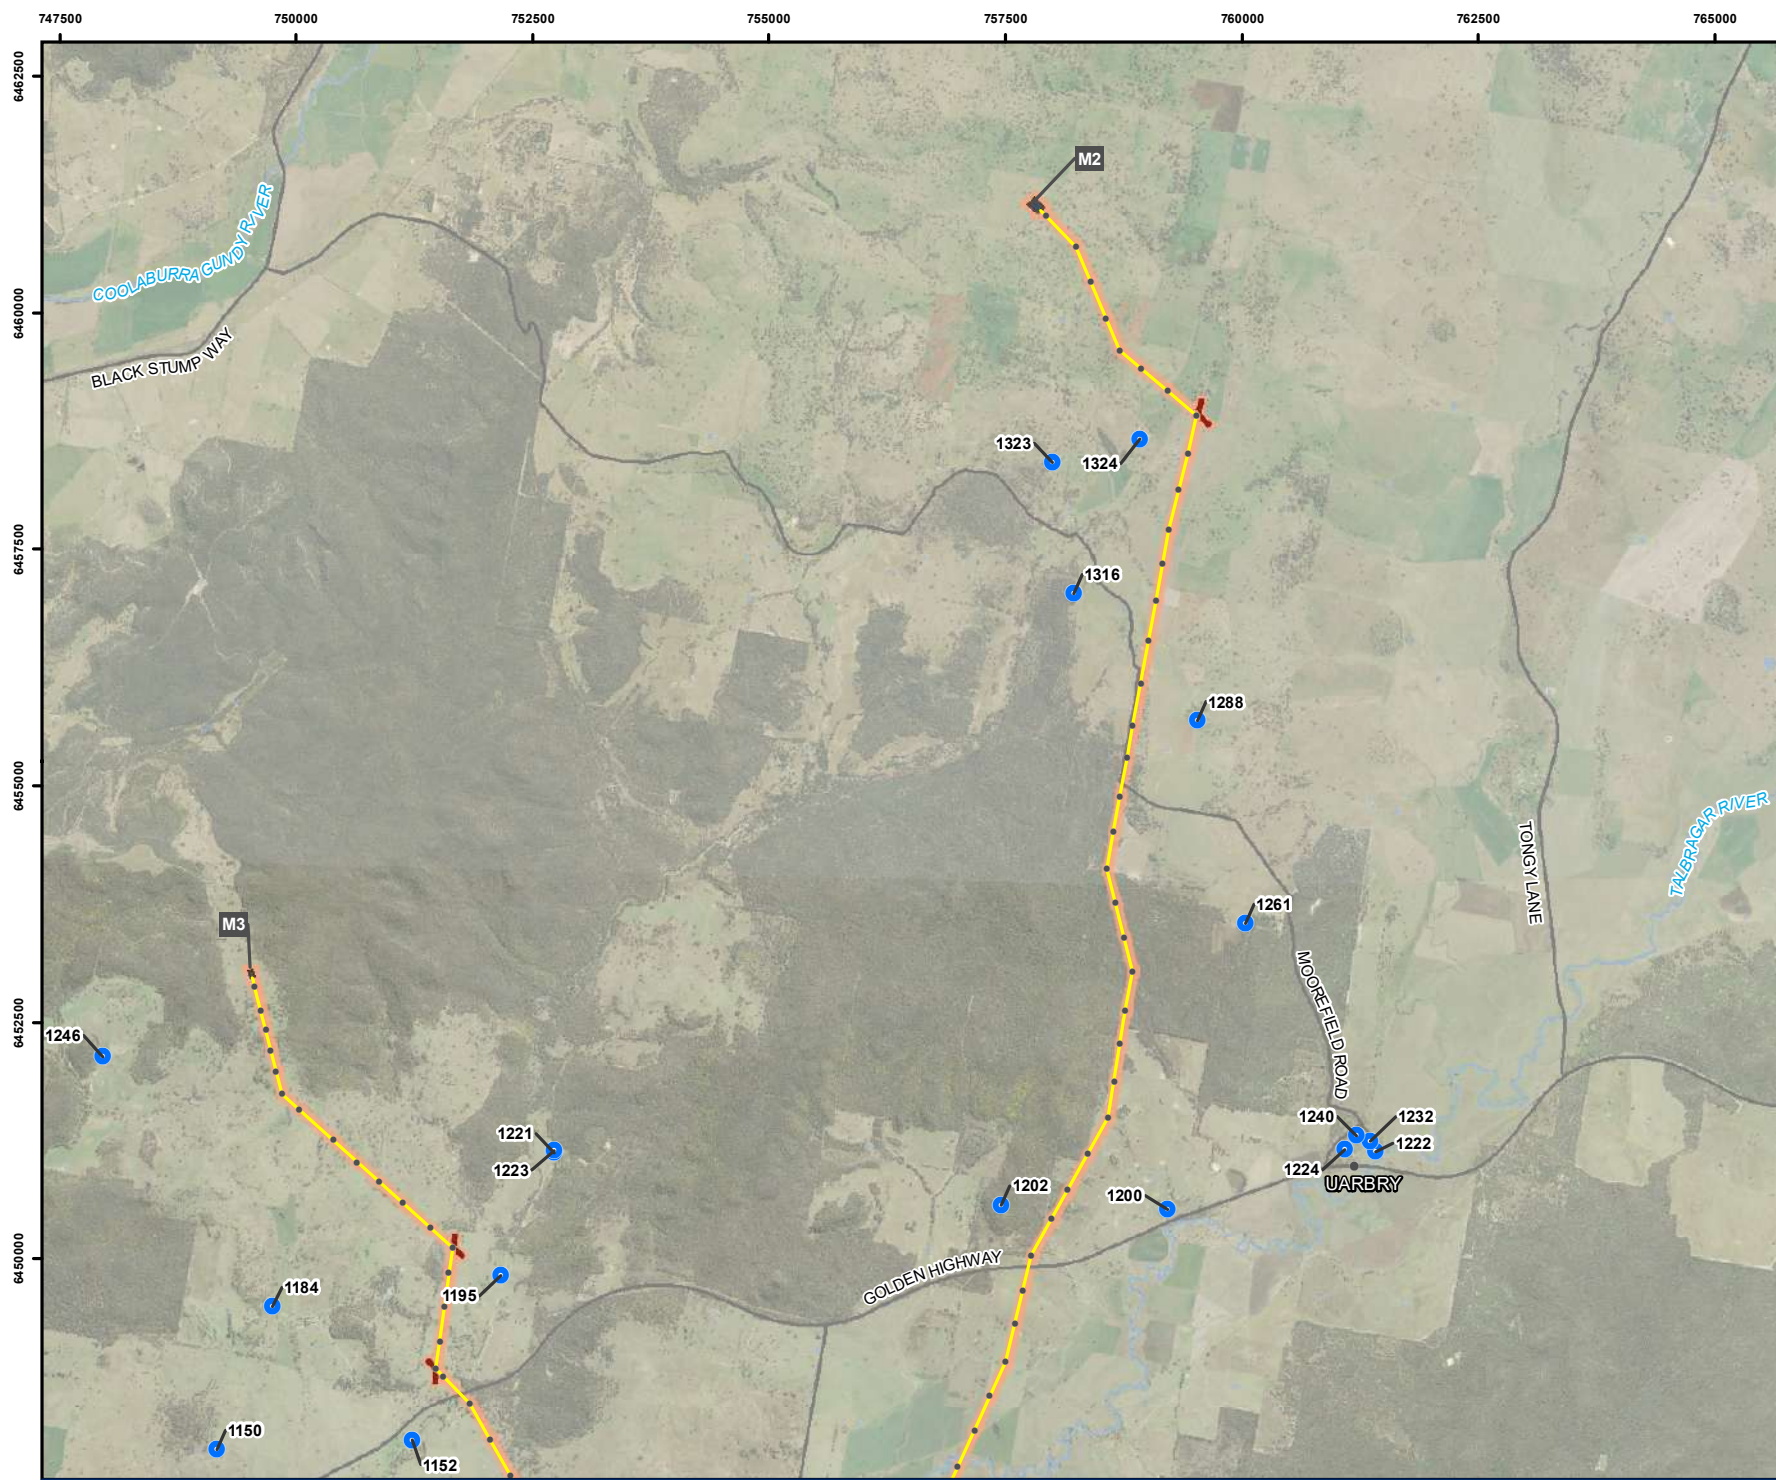 747500 750000 752500 755000 757500 760000 762500 765000
6462500
M2
COOLABURRAGUNDY RIVER
6460000
BLACK STUMP WAY
1323
1324
6457500
1316
1288
6455000
TALBRAGAR RIVER
TONGY LANE
1261
M3
MOOREFIELD ROAD
6452500
1246
1240
1232
1221
1222
1223
1224
UARBRY
1202
1200
6450000
GOLDEN HIGHWAY
1184
1195
1150
1152